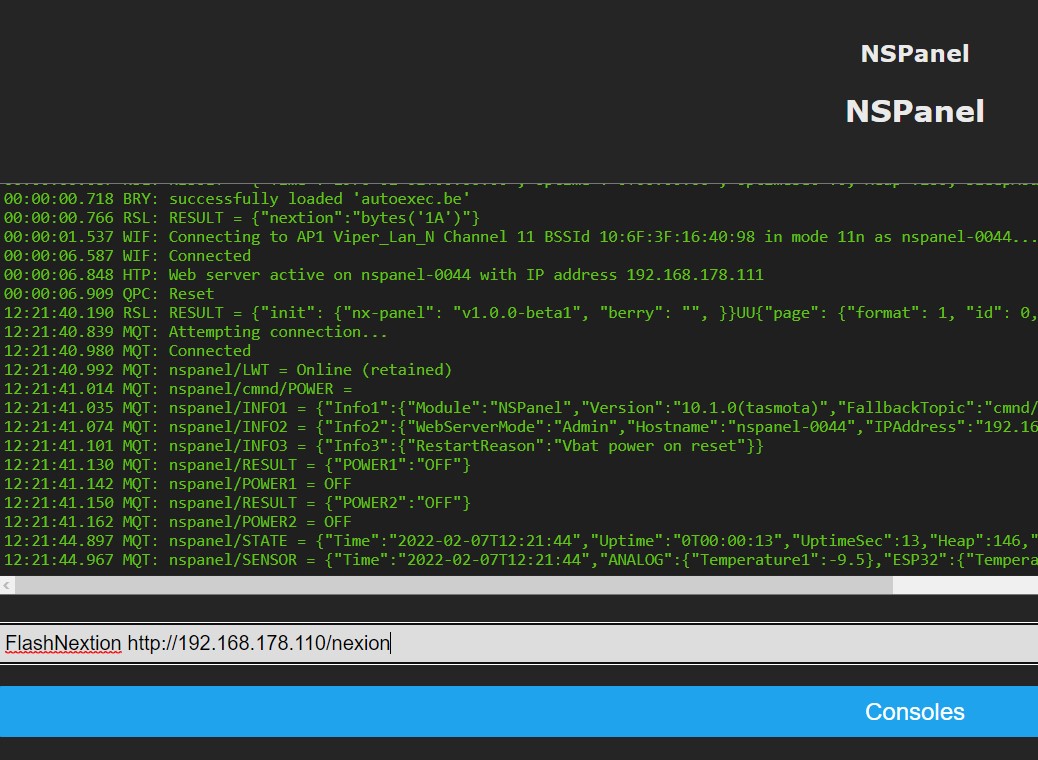 NSPanel
NSPanel
00:00:00.718 BRY: successfully loaded 'autoexec.be'
00:00:00.766 RSL: RESULT = {"nextion":"bytes('1A')"}
00:00:01.537 WIF: Connecting to AP1 Viper_Lan_N Channel 11 BSSId 10:6F:3F:16:40:98 in mode 11n as nspanel-0044...
00:00:06.587 WIF: Connected
00:00:06.848 HTP: Web server active on nspanel-0044 with IP address 192.168.178.111
00:00:06.909 QPC: Reset
12:21:40.190 RSL: RESULT = {"init": {"nx-panel": "v1.0.0-beta1", "berry": "", }}UU{"page": {"format": 1, "id": 0,
12:21:40.839 MQT: Attempting connection...
12:21:40.980 MQT: Connected
12:21:40.992 MQT: nspanel/LWT = Online (retained)
12:21:41.014 MQT: nspanel/cmnd/POWER =
12:21:41.035 MQT: nspanel/INFO1 = {"Info1":{"Module":"NSPanel","Version":"10.1.0(tasmota)","FallbackTopic":"cmnd/
12:21:41.074 MQT: nspanel/INFO2 = {"Info2":{"WebServerMode":"Admin","Hostname":"nspanel-0044","IPAddress":"192.16
12:21:41.101 MQT: nspanel/INFO3 = {"Info3":{"RestartReason":"Vbat power on reset"}}
12:21:41.130 MQT: nspanel/RESULT = {"POWER1":"OFF"}
12:21:41.142 MQT: nspanel/POWER1 = OFF
12:21:41.150 MQT: nspanel/RESULT = {"POWER2":"OFF"}
12:21:41.162 MQT: nspanel/POWER2 = OFF
12:21:44.897 MQT: nspanel/STATE = {"Time":"2022-02-07T12:21:44","Uptime":"0T00:00:13","UptimeSec":13,"Heap":146,"
12:21:44.967 MQT: nspanel/SENSOR = {"Time":"2022-02-07T12:21:44","ANALOG":{"Temperature1":-9.5},"ESP32":{"Tempera
FlashNextion http://192.168.178.110/nexion
Consoles